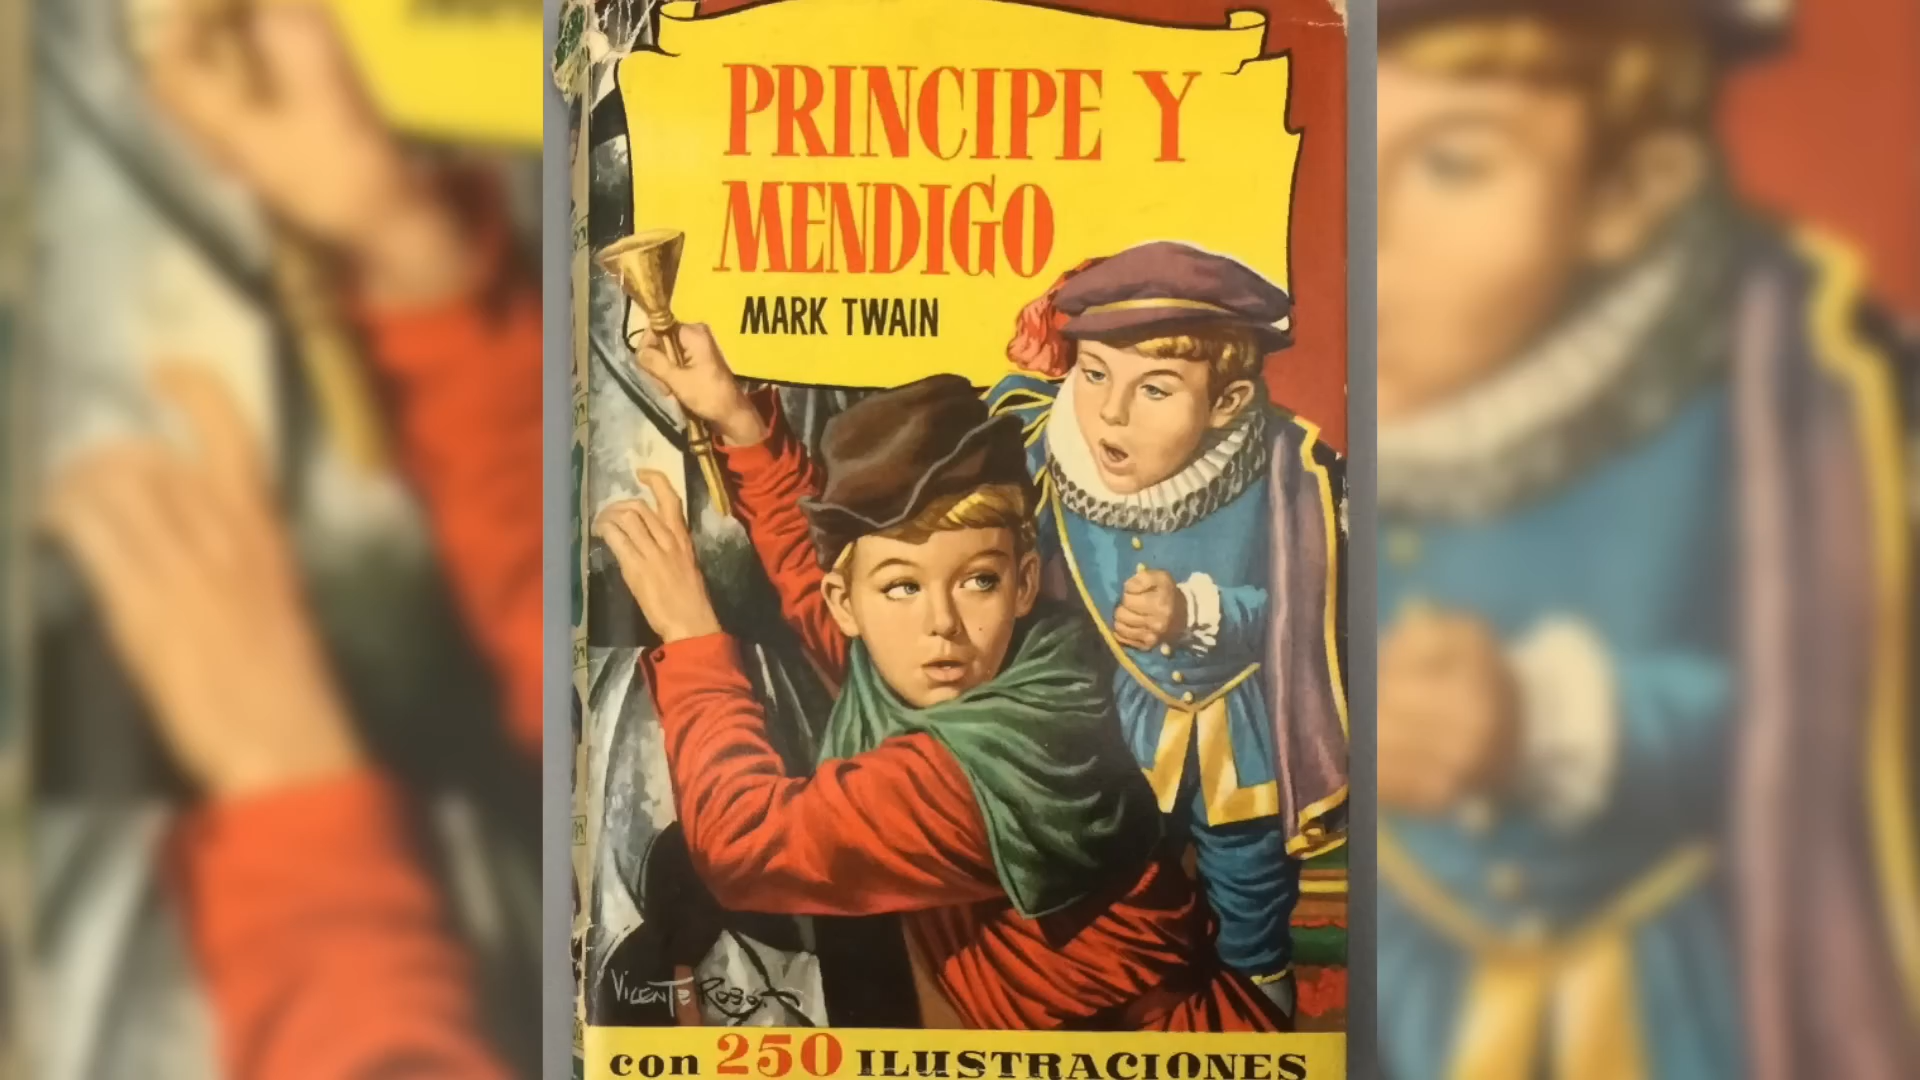 PRINCIPE Y
MENDIGO
MARK TWAIN
VICENTE ROSO
con 250 ILUSTRACIONES